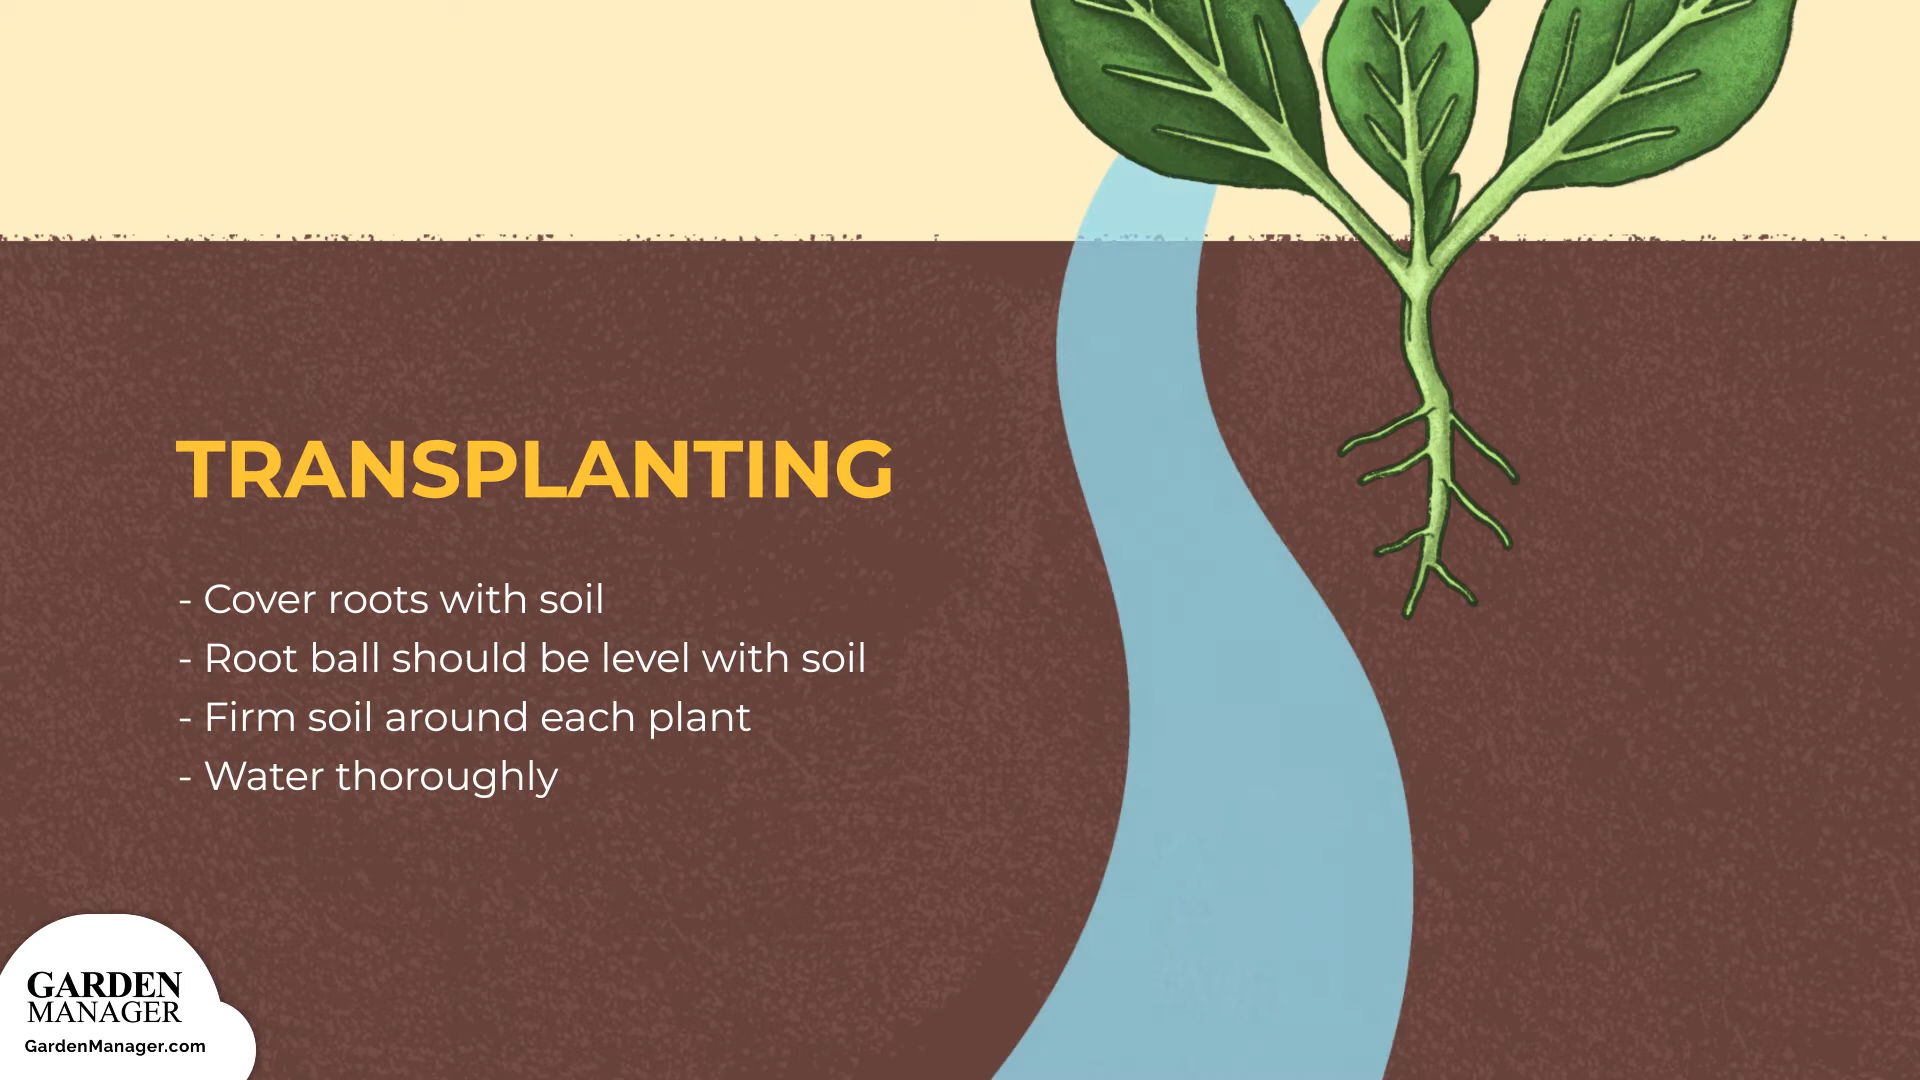 TRANSPLANTING
- Cover roots with soil
- Root ball should be level with soil
- Firm soil around each plant
- Water thoroughly
GARDEN
MANAGER
GardenManager.com